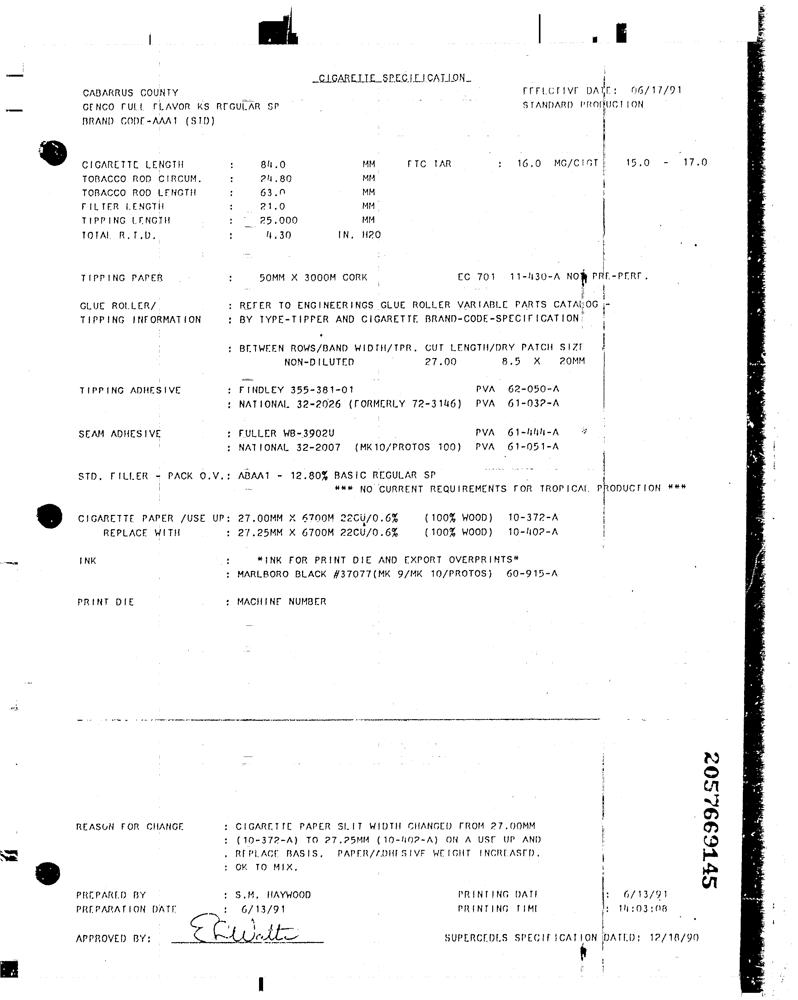 CIGARETTE SPECIFICATION
CABARRUS COUNTY EFFECTIVE DATE: 06/17/91
GENCO FULL FLAVOR KS REGULAR SP STANDARD PRODUCTION
BRAND CODE-AAA1 (STD)
CIGARETTE LENGTH : 84.0 MM FTC TAR : 16.0 MG/CIGT 15.0 - 17.0
TOBACCO ROD CIRCUM. : 24.80 MM
TOBACCO ROD LENGTH : 63.0 MM
FILTER LENGTH : 21.0 MM
TIPPING LENGTH : 25.000 MM
TOTAL R.T.D. : 4.30 IN. H20
TIPPING PAPER : 50MM X 3000M CORK EC 701 11-430-A NOT PRE-PERF.
GLUE ROLLER/ : REFER TO ENGINEERINGS GLUE ROLLER VARIABLE PARTS CATALOG -
TIPPING INFORMATION : BY TYPE-TIPPER AND CIGARETTE BRAND-CODE-SPECIFICATION
: BETWEEN ROWS/BAND WIDTH/TPR. CUT LENGTH/DRY PATCH SIZE
NON-DILUTED 27.00 8.5 X 20MM
TIPPING ADHESIVE : FINDLEY 355-381-01 PVA 62-050-A
: NATIONAL 32-2026 (FORMERLY 72-3146) PVA 61-032-A
SEAM ADHESIVE : FULLER WB-3902U PVA 61-444-A
: NATIONAL 32-2007 (MK10/PROTOS 100) PVA 61-051-A
STD. FILLER - PACK O.V.: ABAA1 - 12.80% BASIC REGULAR SP
*** NO CURRENT REQUIREMENTS FOR TROPICAL PRODUCTION ***
CIGARETTE PAPER /USE UP: 27.00MM X 6700M 22CU/0.6% (100% WOOD) 10-372-A
REPLACE WITH : 27.25MM X 6700M 22CU/0.6% (100% WOOD) 10-402-A
INK : *INK FOR PRINT DIE AND EXPORT OVERPRINTS*
: MARLBORO BLACK #37077(MK 9/MK 10/PROTOS) 60-915-A
PRINT DIE : MACHINE NUMBER
REASON FOR CHANGE : CIGARETTE PAPER SLIT WIDTH CHANGED FROM 27.00MM
: (10-372-A) TO 27.25MM (10-402-A) ON A USE UP AND
: REPLACE BASIS. PAPER/ADHESIVE WEIGHT INCREASED.
: OK TO MIX.
PREPARED BY : S.M. HAYWOOD PRINTING DATE : 6/13/91
PREPARATION DATE : 6/13/91 PRINTING TIME : 14:03:08
APPROVED BY: SUPERCEDES SPECIFICATION DATED: 12/18/90
2057669145